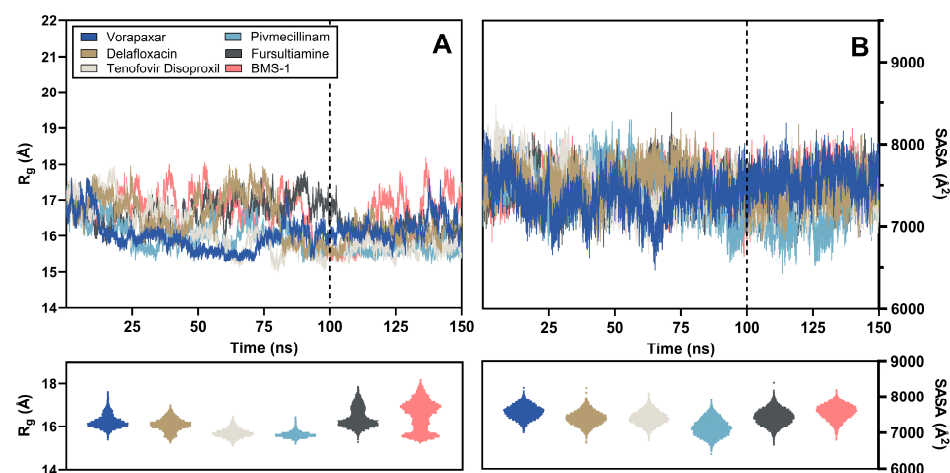 22
21
20
19
18
17
16
15
14
Rg (Å)
Vorapaxar
Delafloxacin
Tenofovir Disoproxil
Pivmecillinam
Fursultiamine
BMS-1
A
25
50
75
100
125
150
Time (ns)
B
9000
8000
7000
6000
SASA (Å²)
25
50
75
100
125
150
Time (ns)
18
16
14
Rg (Å)
9000
8000
7000
6000
SASA (Å²)